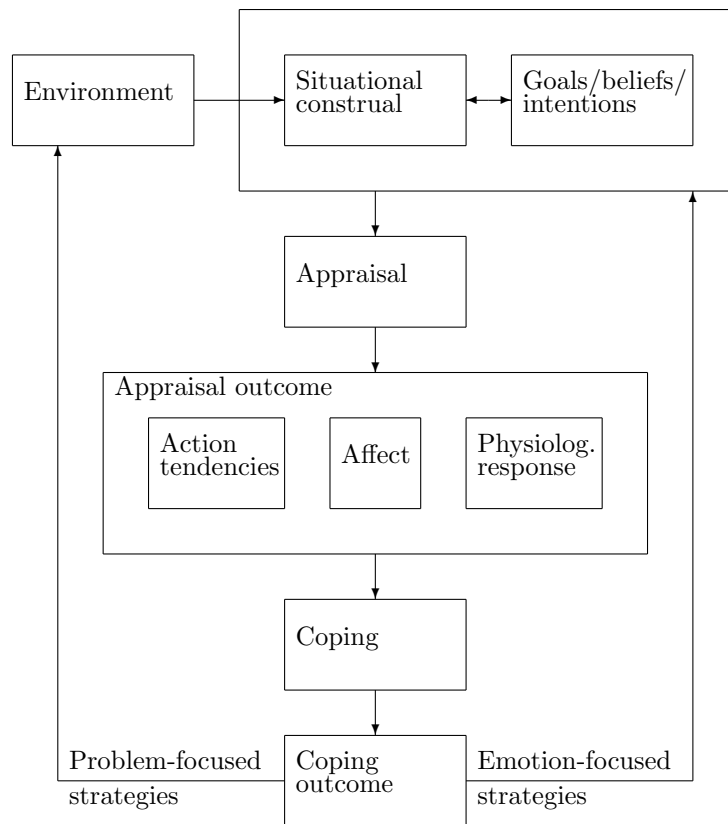 Environment
Situational
construal
Goals/beliefs/
intentions
Appraisal
Appraisal outcome
Action
tendencies
Affect
Physiolog.
response
Coping
Problem-focused
strategies
Coping
outcome
Emotion-focused
strategies